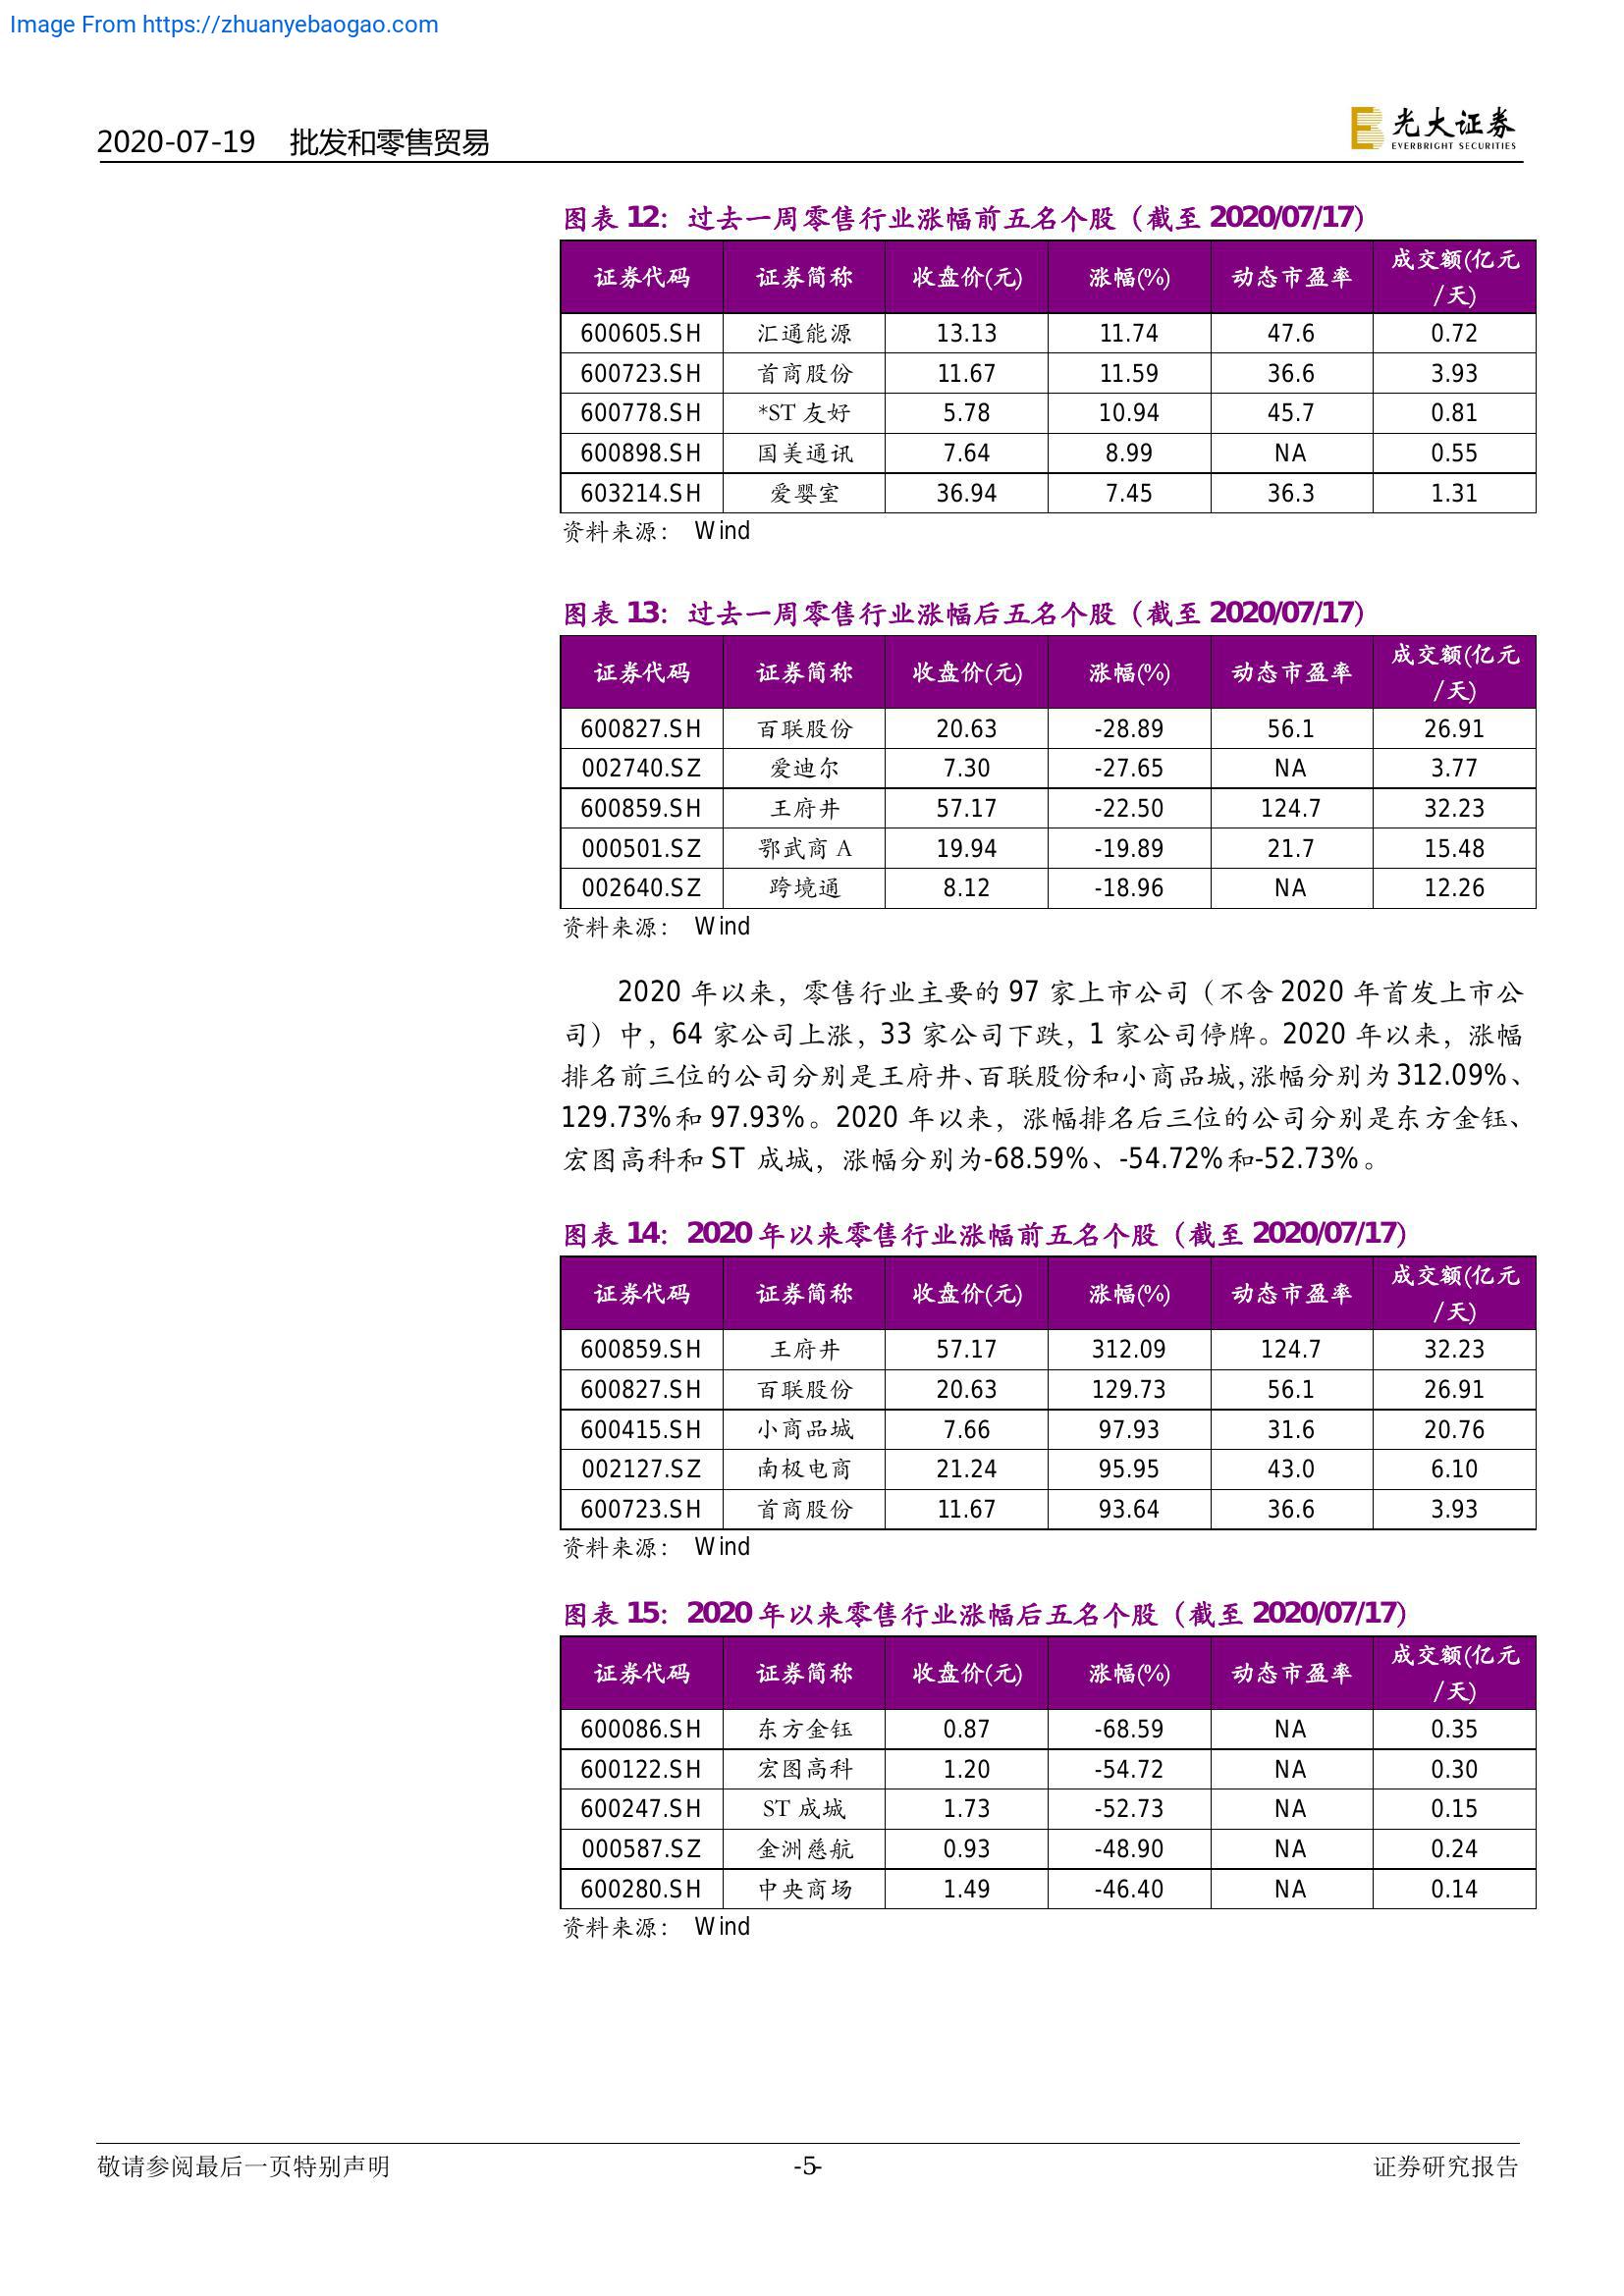 Image From https://zhuanyebaogao.com
2020-07-19 批发和零售贸易
光大证券
EVERBRIGHT SECURITIES
图表 12：过去一周零售行业涨幅前五名个股（截至 2020/07/17）
证券代码 证券简称 收盘价(元) 涨幅(%) 动态市盈率 成交额(亿元/天)
600605.SH 汇通能源 13.13 11.74 47.6 0.72
600723.SH 首商股份 11.67 11.59 36.6 3.93
600778.SH *ST 友好 5.78 10.94 45.7 0.81
600898.SH 国美通讯 7.64 8.99 NA 0.55
603214.SH 爱婴室 36.94 7.45 36.3 1.31
资料来源： Wind
图表 13：过去一周零售行业涨幅后五名个股（截至 2020/07/17）
证券代码 证券简称 收盘价(元) 涨幅(%) 动态市盈率 成交额(亿元/天)
600827.SH 百联股份 20.63 -28.89 56.1 26.91
002740.SZ 爱迪尔 7.30 -27.65 NA 3.77
600859.SH 王府井 57.17 -22.50 124.7 32.23
000501.SZ 鄂武商 A 19.94 -19.89 21.7 15.48
002640.SZ 跨境通 8.12 -18.96 NA 12.26
资料来源： Wind
2020 年以来，零售行业主要的 97 家上市公司（不含 2020 年首发上市公
司）中，64 家公司上涨，33 家公司下跌，1 家公司停牌。2020 年以来，涨幅
排名前三位的公司分别是王府井、百联股份和小商品城，涨幅分别为 312.09%、
129.73%和 97.93%。2020 年以来，涨幅排名后三位的公司分别是东方金钰、
宏图高科和 ST 成城，涨幅分别为-68.59%、-54.72%和-52.73%。
图表 14：2020 年以来零售行业涨幅前五名个股（截至 2020/07/17）
证券代码 证券简称 收盘价(元) 涨幅(%) 动态市盈率 成交额(亿元/天)
600859.SH 王府井 57.17 312.09 124.7 32.23
600827.SH 百联股份 20.63 129.73 56.1 26.91
600415.SH 小商品城 7.66 97.93 31.6 20.76
002127.SZ 南极电商 21.24 95.95 43.0 6.10
600723.SH 首商股份 11.67 93.64 36.6 3.93
资料来源： Wind
图表 15：2020 年以来零售行业涨幅后五名个股（截至 2020/07/17）
证券代码 证券简称 收盘价(元) 涨幅(%) 动态市盈率 成交额(亿元/天)
600086.SH 东方金钰 0.87 -68.59 NA 0.35
600122.SH 宏图高科 1.20 -54.72 NA 0.30
600247.SH ST 成城 1.73 -52.73 NA 0.15
000587.SZ 金洲慈航 0.93 -48.90 NA 0.24
600280.SH 中央商场 1.49 -46.40 NA 0.14
资料来源： Wind
敬请参阅最后一页特别声明 -5- 证券研究报告